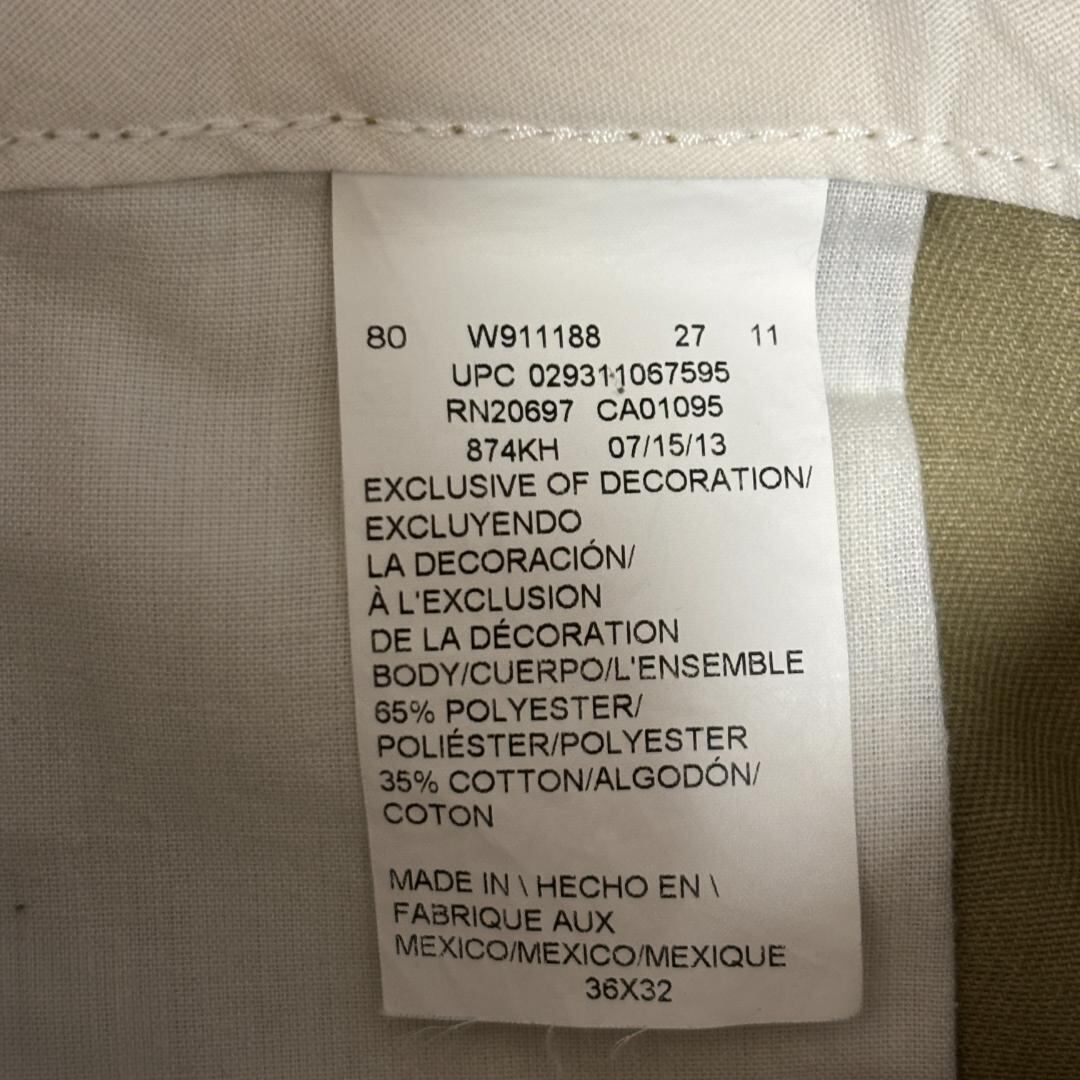 80 W911188 27 11
UPC 029311067595
RN20697 CA01095
874KH 07/15/13
EXCLUSIVE OF DECORATION/
EXCLUYENDO
LA DECORACIÓN/
À L'EXCLUSION
DE LA DÉCORATION
BODY/CUERPO/L'ENSEMBLE
65% POLYESTER/
POLIÉSTER/POLYESTER
35% COTTON/ALGODÓN/
COTON
MADE IN \ HECHO EN \
FABRIQUE AUX
MEXICO/MEXICO/MEXIQUE
36X32